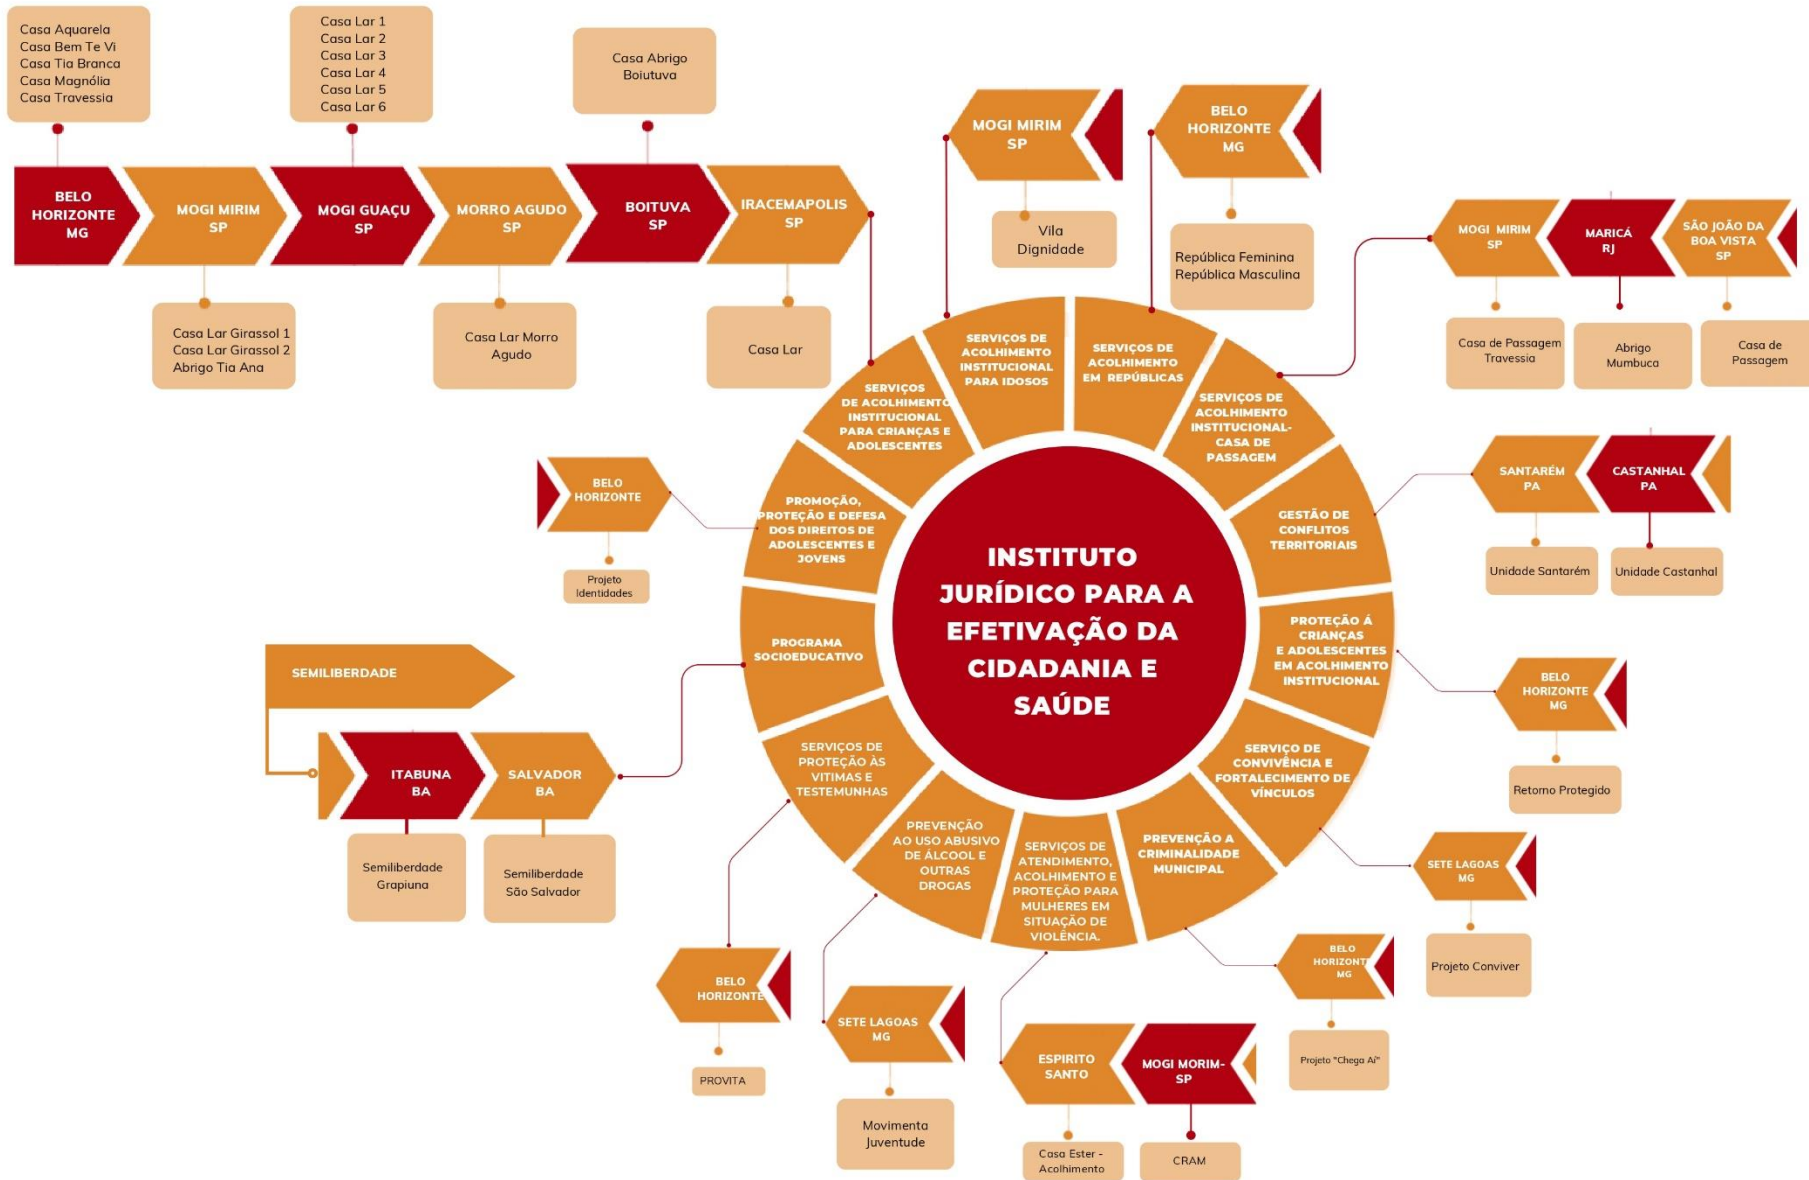 Casa Aquarela
Casa Bem Te Vi
Casa Tia Branca
Casa Magnólia
Casa Travessia
Casa Lar 1
Casa Lar 2
Casa Lar 3
Casa Lar 4
Casa Lar 5
Casa Lar 6
Casa Abrigo
Boiutuva
BELO
HORIZONTE
MG
MOGI MIRIM
SP
MOGI GUAÇU
SP
MORRO AGUDO
SP
BOITUVA
SP
IRACEMAPOLIS
SP
Casa Lar Girassol 1
Casa Lar Girassol 2
Abrigo Tia Ana
Casa Lar Morro
Agudo
Casa Lar
MOGI MIRIM
SP
Vila
Dignidade
BELO
HORIZONTE
MG
República Feminina
República Masculina
MOGI MIRIM
SP
MARICÁ
RJ
SÃO JOÃO DA
BOA VISTA
SP
Casa de Passagem
Travessia
Abrigo
Mumbuca
Casa de
Passagem
SERVIÇOS
DE ACOLHIMENTO
INSTITUCIONAL
PARA CRIANÇAS E
ADOLESCENTES
SERVIÇOS DE
ACOLHIMENTO
INSTITUCIONAL
PARA IDOSOS
SERVIÇOS DE
ACOLHIMENTO
EM REPÚBLICAS
SERVIÇOS DE
ACOLHIMENTO
INSTITUCIONAL-
CASA DE
PASSAGEM
BELO
HORIZONTE
Projeto
Identidades
PROMOÇÃO,
PROTEÇÃO E DEFESA
DOS DIREITOS DE
ADOLESCENTES E
JOVENS
GESTÃO DE
CONFLITOS
TERRITORIAIS
SANTARÉM
PA
CASTANHAL
PA
Unidade Santarém
Unidade Castanhal
INSTITUTO
JURÍDICO PARA A
EFETIVAÇÃO DA
CIDADANIA E
SAÚDE
PROGRAMA
SOCIOEDUCATIVO
PROTEÇÃO Á
CRIANÇAS
E ADOLESCENTES
EM ACOLHIMENTO
INSTITUCIONAL
BELO
HORIZONTE
MG
Retorno Protegido
SEMILIBERDADE
ITABUNA
BA
SALVADOR
BA
Semiliberdade
Grapiuna
Semiliberdade
São Salvador
SERVIÇOS DE
PROTEÇÃO ÀS
VITIMAS E
TESTEMUNHAS
PREVENÇÃO
AO USO ABUSIVO
DE ÁLCOOL E
OUTRAS
DROGAS
SERVIÇOS DE
ATENDIMENTO,
ACOLHIMENTO E
PROTEÇÃO PARA
MULHERES EM
SITUAÇÃO DE
VIOLÊNCIA.
PREVENÇÃO A
CRIMINALIDADE
MUNICIPAL
SERVIÇO DE
CONVIVÊNCIA E
FORTALECIMENTO DE
VÍNCULOS
SETE LAGOAS
MG
Projeto Conviver
BELO
HORIZONTE
PROVITA
SETE LAGOAS
MG
Movimenta
Juventude
ESPIRITO
SANTO
MOGI MORIM-
SP
Casa Ester -
Acolhimento
CRAM
BELO
HORIZONTE
MG
Projeto "Chega Aí"